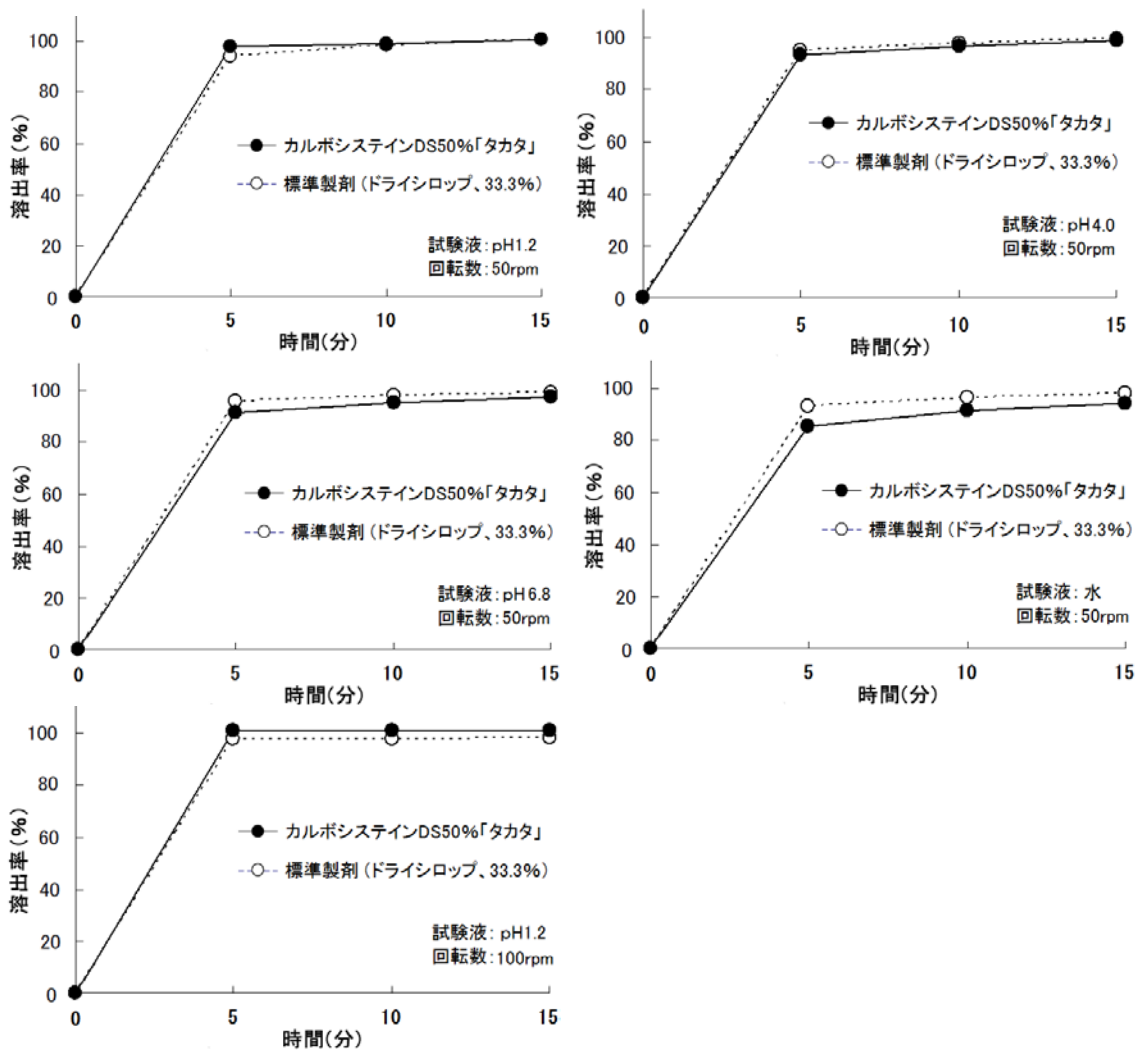 溶出率(%)
100
80
60
40
20
0
カルボシステインDS50%「タカタ」
標準製剤 (ドライシロップ、33.3%)
試験液: pH1.2
回転数: 50rpm
0 5 10 15
時間(分)
溶出率(%)
100
80
60
40
20
0
カルボシステインDS50%「タカタ」
標準製剤 (ドライシロップ、33.3%)
試験液: pH4.0
回転数: 50rpm
0 5 10 15
時間(分)
溶出率(%)
100
80
60
40
20
0
カルボシステインDS50%「タカタ」
標準製剤 (ドライシロップ、33.3%)
試験液: pH6.8
回転数: 50rpm
0 5 10 15
時間(分)
溶出率(%)
100
80
60
40
20
0
カルボシステインDS50%「タカタ」
標準製剤 (ドライシロップ、33.3%)
試験液: 水
回転数: 50rpm
0 5 10 15
時間(分)
溶出率(%)
100
80
60
40
20
0
カルボシステインDS50%「タカタ」
標準製剤 (ドライシロップ、33.3%)
試験液: pH1.2
回転数: 100rpm
0 5 10 15
時間(分)